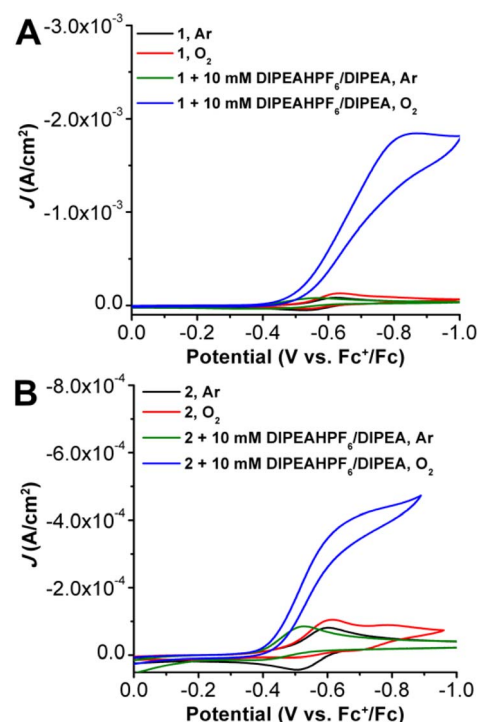 A
1, Ar
1, O₂
1 + 10 mM DIPEAHPF₆/DIPEA, Ar
1 + 10 mM DIPEAHPF₆/DIPEA, O₂
J (A/cm²)
-3.0x10⁻³
-2.0x10⁻³
-1.0x10⁻³
0.0
0.0 -0.2 -0.4 -0.6 -0.8 -1.0
Potential (V vs. Fc⁺/Fc)
B
2, Ar
2, O₂
2 + 10 mM DIPEAHPF₆/DIPEA, Ar
2 + 10 mM DIPEAHPF₆/DIPEA, O₂
J (A/cm²)
-8.0x10⁻⁴
-6.0x10⁻⁴
-4.0x10⁻⁴
-2.0x10⁻⁴
0.0
0.0 -0.2 -0.4 -0.6 -0.8 -1.0
Potential (V vs. Fc⁺/Fc)